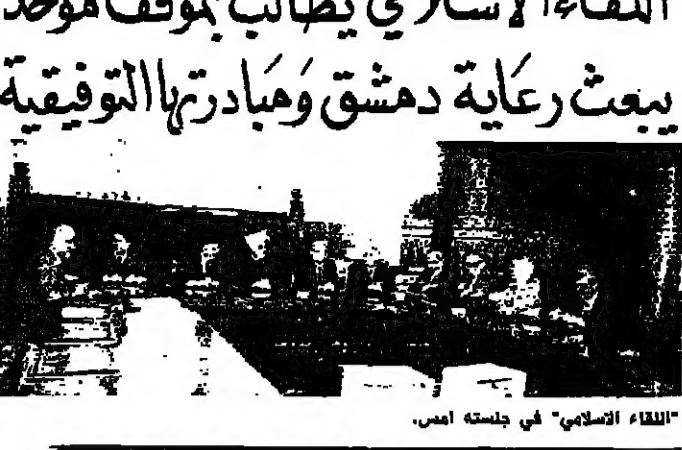 اللقاء الاسلامي يطالب بموقف موحد
يبعث رعاية دمشق ومبادرتها التوفيقية
"اللقاء الاسلامي" في جلسته امس.